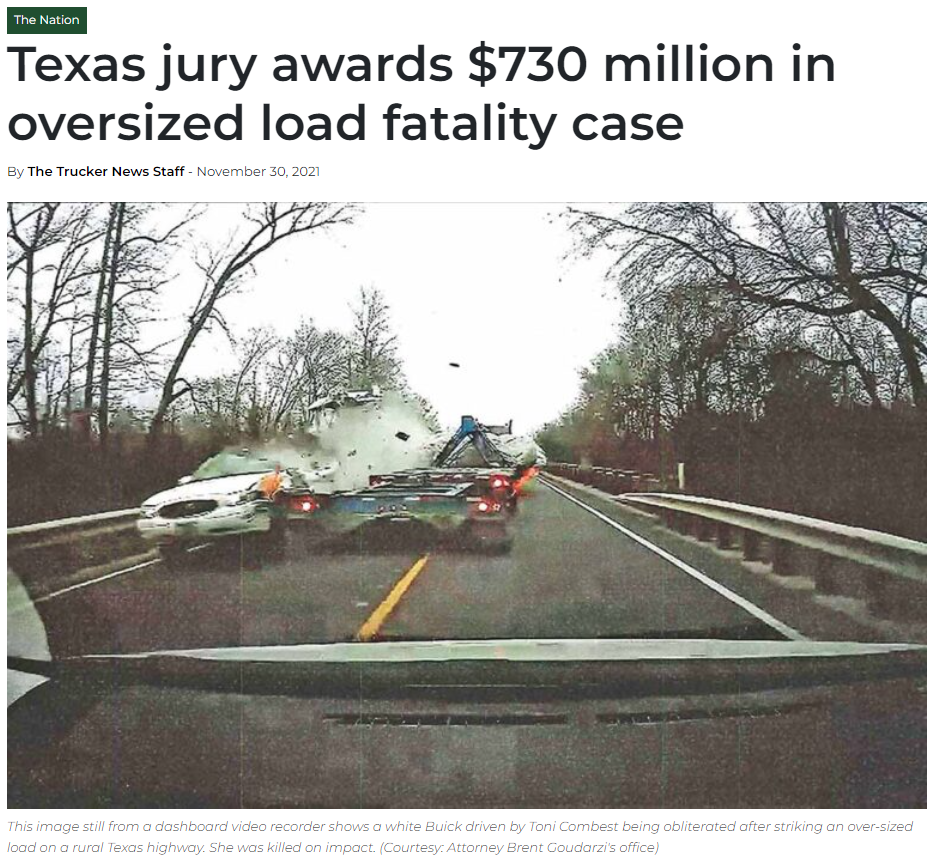 The Nation
Texas jury awards $730 million in
oversized load fatality case
By The Trucker News Staff - November 30, 2021
This image still from a dashboard video recorder shows a white Buick driven by Toni Combest being obliterated after striking an over-sized
load on a rural Texas highway. She was killed on impact. (Courtesy: Attorney Brent Goudarzi's office)